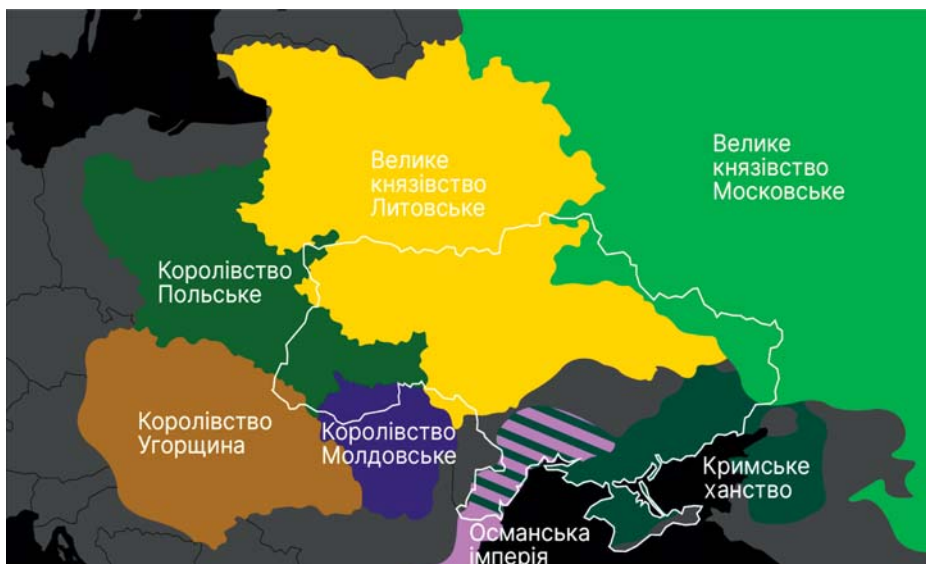 Велике
князівство
Литовське
Велике
князівство
Московське
Королівство
Польське
Королівство
Угорщина
Королівство
Молдовське
Кримське
ханство
Османська
імперія